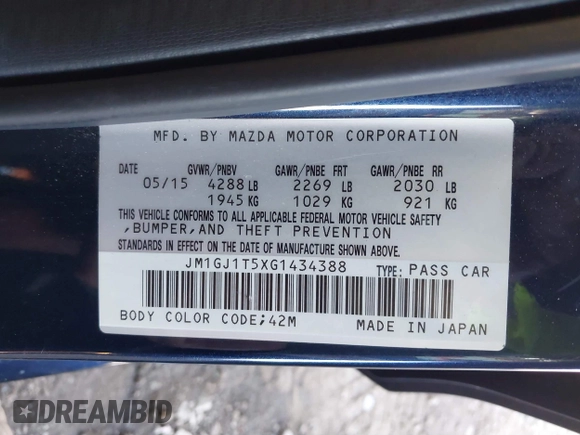 MFD. BY MAZDA MOTOR CORPORATION
DATE GVWR/PNBV GAWR/PNBE FRT GAWR/PNBE RR
05/15 4288 LB 2269 LB 2030 LB
1945 KG 1029 KG 921 KG
THIS VEHICLE CONFORMS TO ALL APPLICABLE FEDERAL MOTOR VEHICLE SAFETY
,BUMPER,AND THEFT PREVENTION
STANDARDS IN EFFECT ON THE DATE OF MANUFACTURE SHOWN ABOVE.
JM1GJ1T5XG1434388 TYPE: PASS CAR
BODY COLOR CODE;42M MADE IN JAPAN
DREAMBID